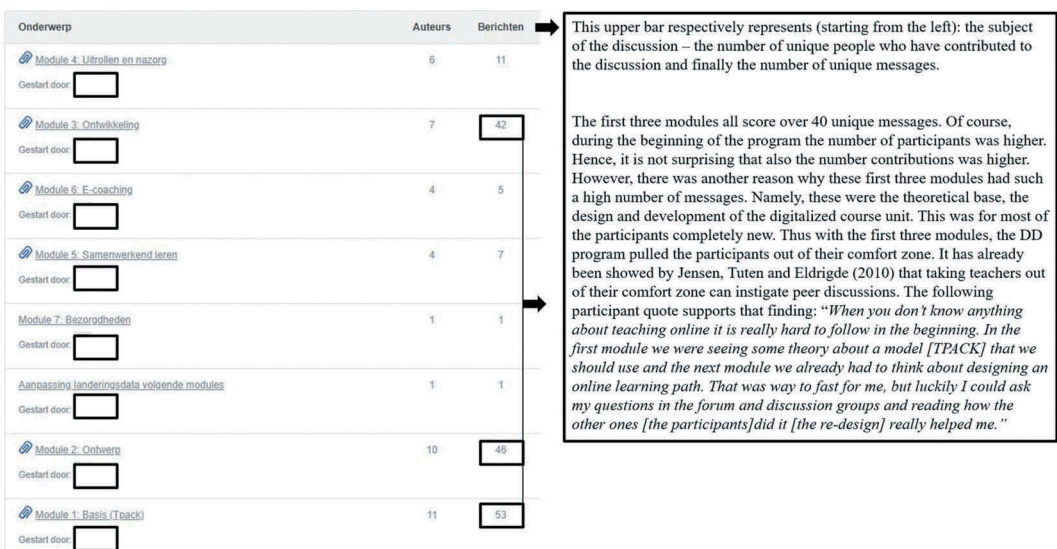 Onderwerp Auteurs Berichten
Module 4: Uitrollen en nazorg 6 11
Gestart door:
Module 3: Ontwikkeling 7 42
Gestart door:
Module 6: E-coaching 4 5
Gestart door:
Module 5: Samenwerkend leren 4 7
Gestart door:
Module 7: Bezorgdheden 1 1
Gestart door:
Aanpassing landeringsdata volgende modules 1 1
Gestart door:
Module 2: Ontwerp 10 46
Gestart door:
Module 1: Basis (Tpack) 11 53
Gestart door:
This upper bar respectively represents (starting from the left): the subject
of the discussion – the number of unique people who have contributed to
the discussion and finally the number of unique messages.
The first three modules all score over 40 unique messages. Of course,
during the beginning of the program the number of participants was higher.
Hence, it is not surprising that also the number contributions was higher.
However, there was another reason why these first three modules had such
a high number of messages. Namely, these were the theoretical base, the
design and development of the digitalized course unit. This was for most of
the participants completely new. Thus with the first three modules, the DD
program pulled the participants out of their comfort zone. It has already
been showed by Jensen, Tuten and Eldrigde (2010) that taking teachers out
of their comfort zone can instigate peer discussions. The following
participant quote supports that finding: “When you don’t know anything
about teaching online it is really hard to follow in the beginning. In the
first module we were seeing some theory about a model [TPACK] that we
should use and the next module we already had to think about designing an
online learning path. That was way to fast for me, but luckily I could ask
my questions in the forum and discussion groups and reading how the
other ones [the participants]did it [the re-design] really helped me.”